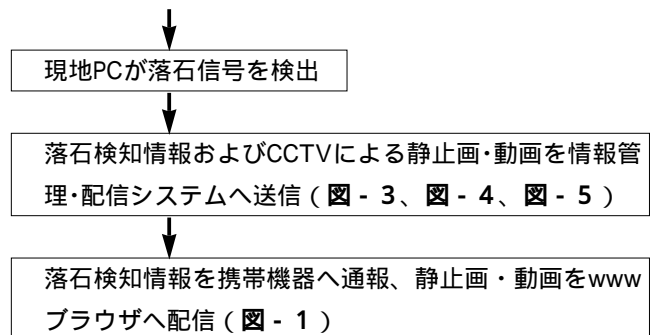 現地PCが落石信号を検出
落石検知情報およびCCTVによる静止画・動画を情報管
理・配信システムへ送信（図－３、図－４、図－５）
落石検知情報を携帯機器へ通報、静止画・動画をwww
ブラウザへ配信（図－１）